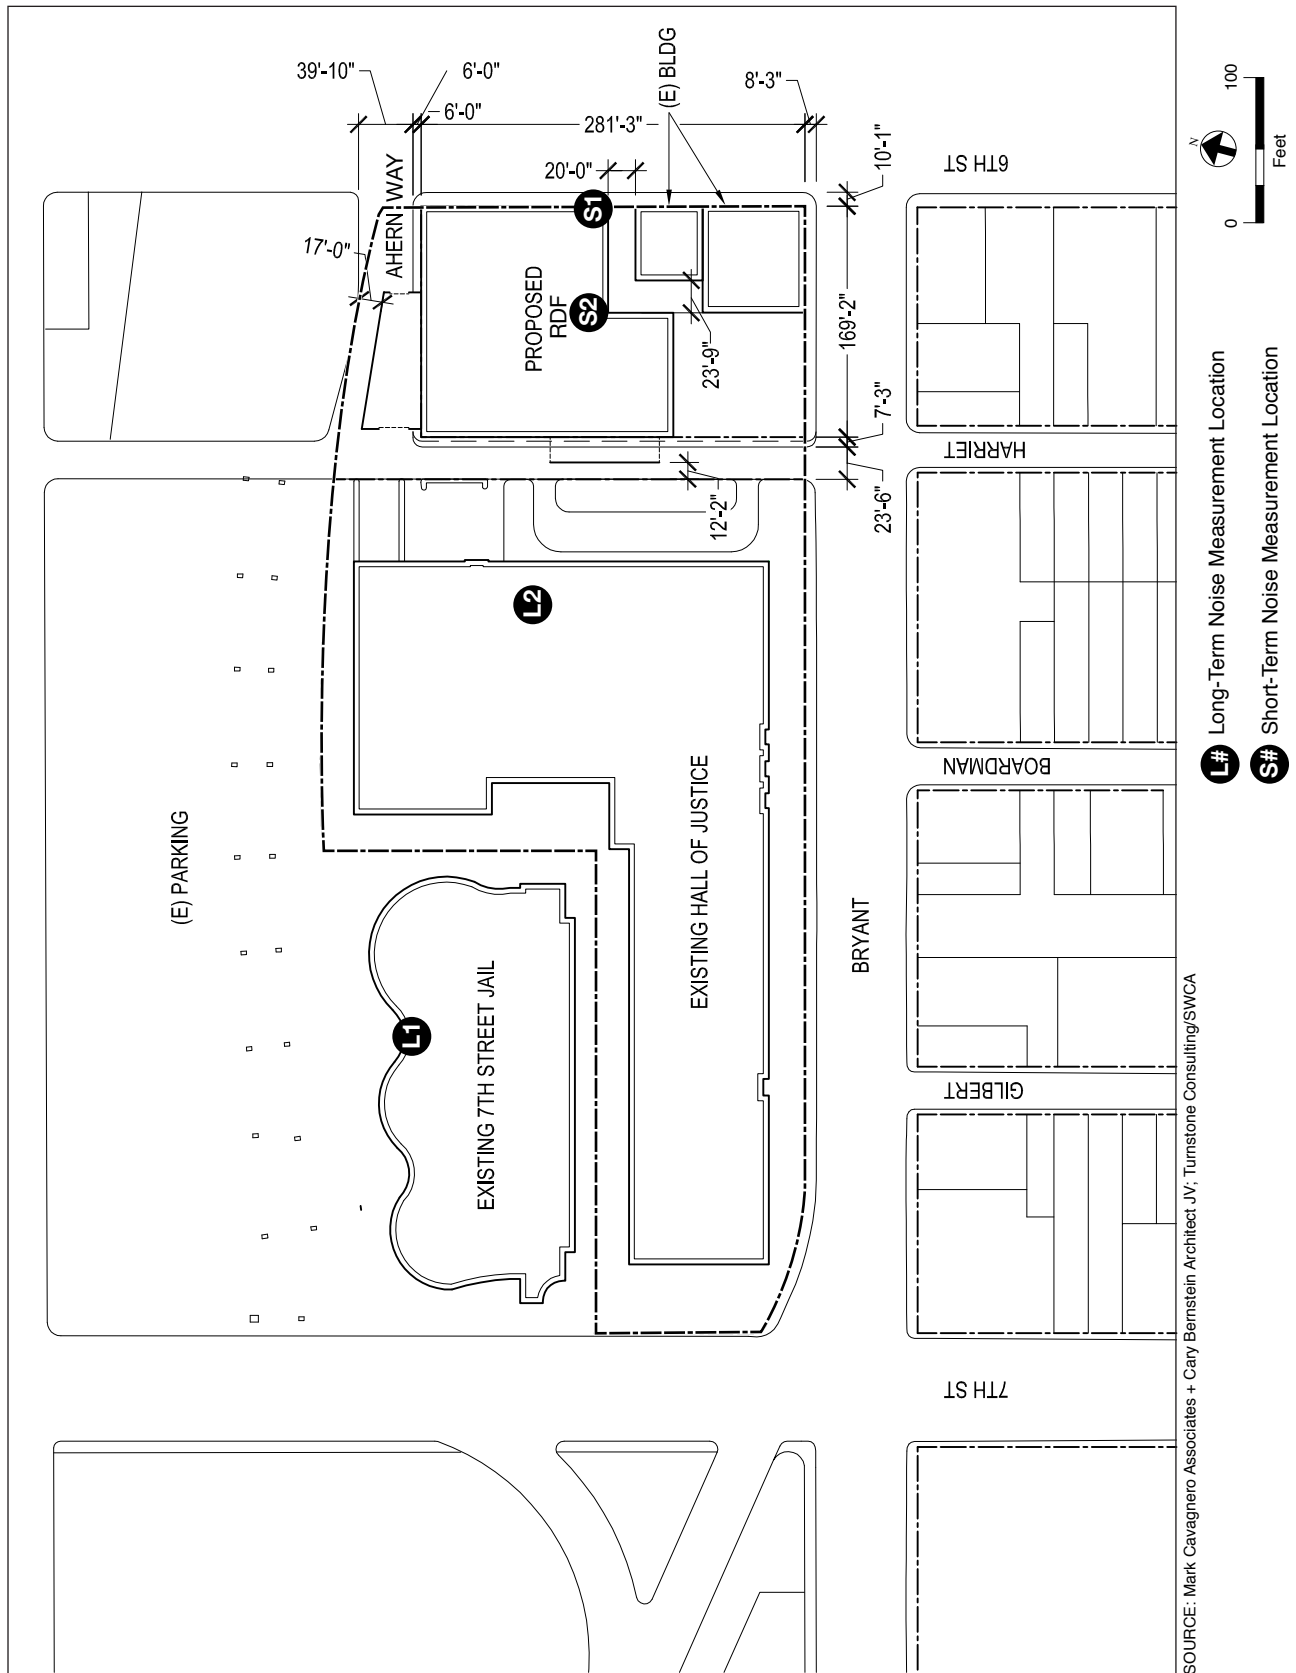 39'-10"
6'-0"
6'-0"
281'-3"
(E) BLDG
8'-3"
20'-0"
10'-1"
6TH ST
17'-0"
AHERN WAY
S1
PROPOSED
RDF
S2
23'-9"
169'-2"
7'-3"
HARRIET
23'-6"
12'-2"
L2
(E) PARKING
EXISTING HALL OF JUSTICE
BOARDMAN
L1
EXISTING 7TH STREET JAIL
BRYANT
GILBERT
7TH ST
N
0
100
Feet
L# Long-Term Noise Measurement Location
S# Short-Term Noise Measurement Location
SOURCE: Mark Cavagnero Associates + Cary Bernstein Architect JV; Turnstone Consulting/SWCA